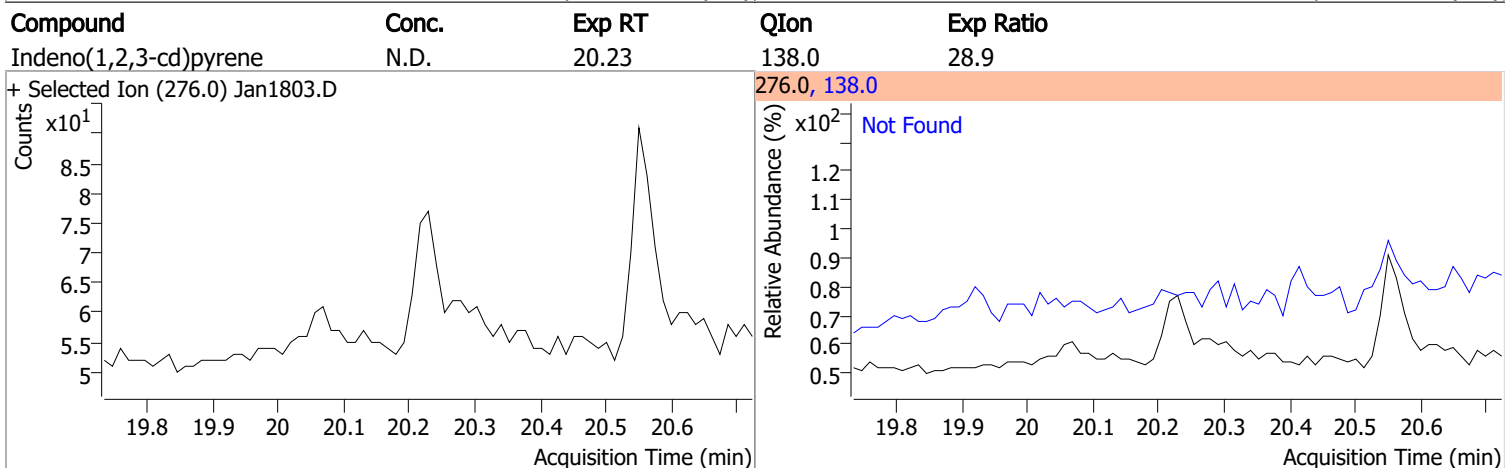 Compound Conc. Exp RT QIon Exp Ratio
Indeno(1,2,3-cd)pyrene N.D. 20.23 138.0 28.9
+ Selected Ion (276.0) Jan1803.D
Counts
x10¹
8.5
8
7.5
7
6.5
6
5.5
5
19.8 19.9 20 20.1 20.2 20.3 20.4 20.5 20.6
Acquisition Time (min)
276.0, 138.0
Relative Abundance (%)
x10²
Not Found
1.2
1.1
1
0.9
0.8
0.7
0.6
0.5
19.8 19.9 20 20.1 20.2 20.3 20.4 20.5 20.6
Acquisition Time (min)